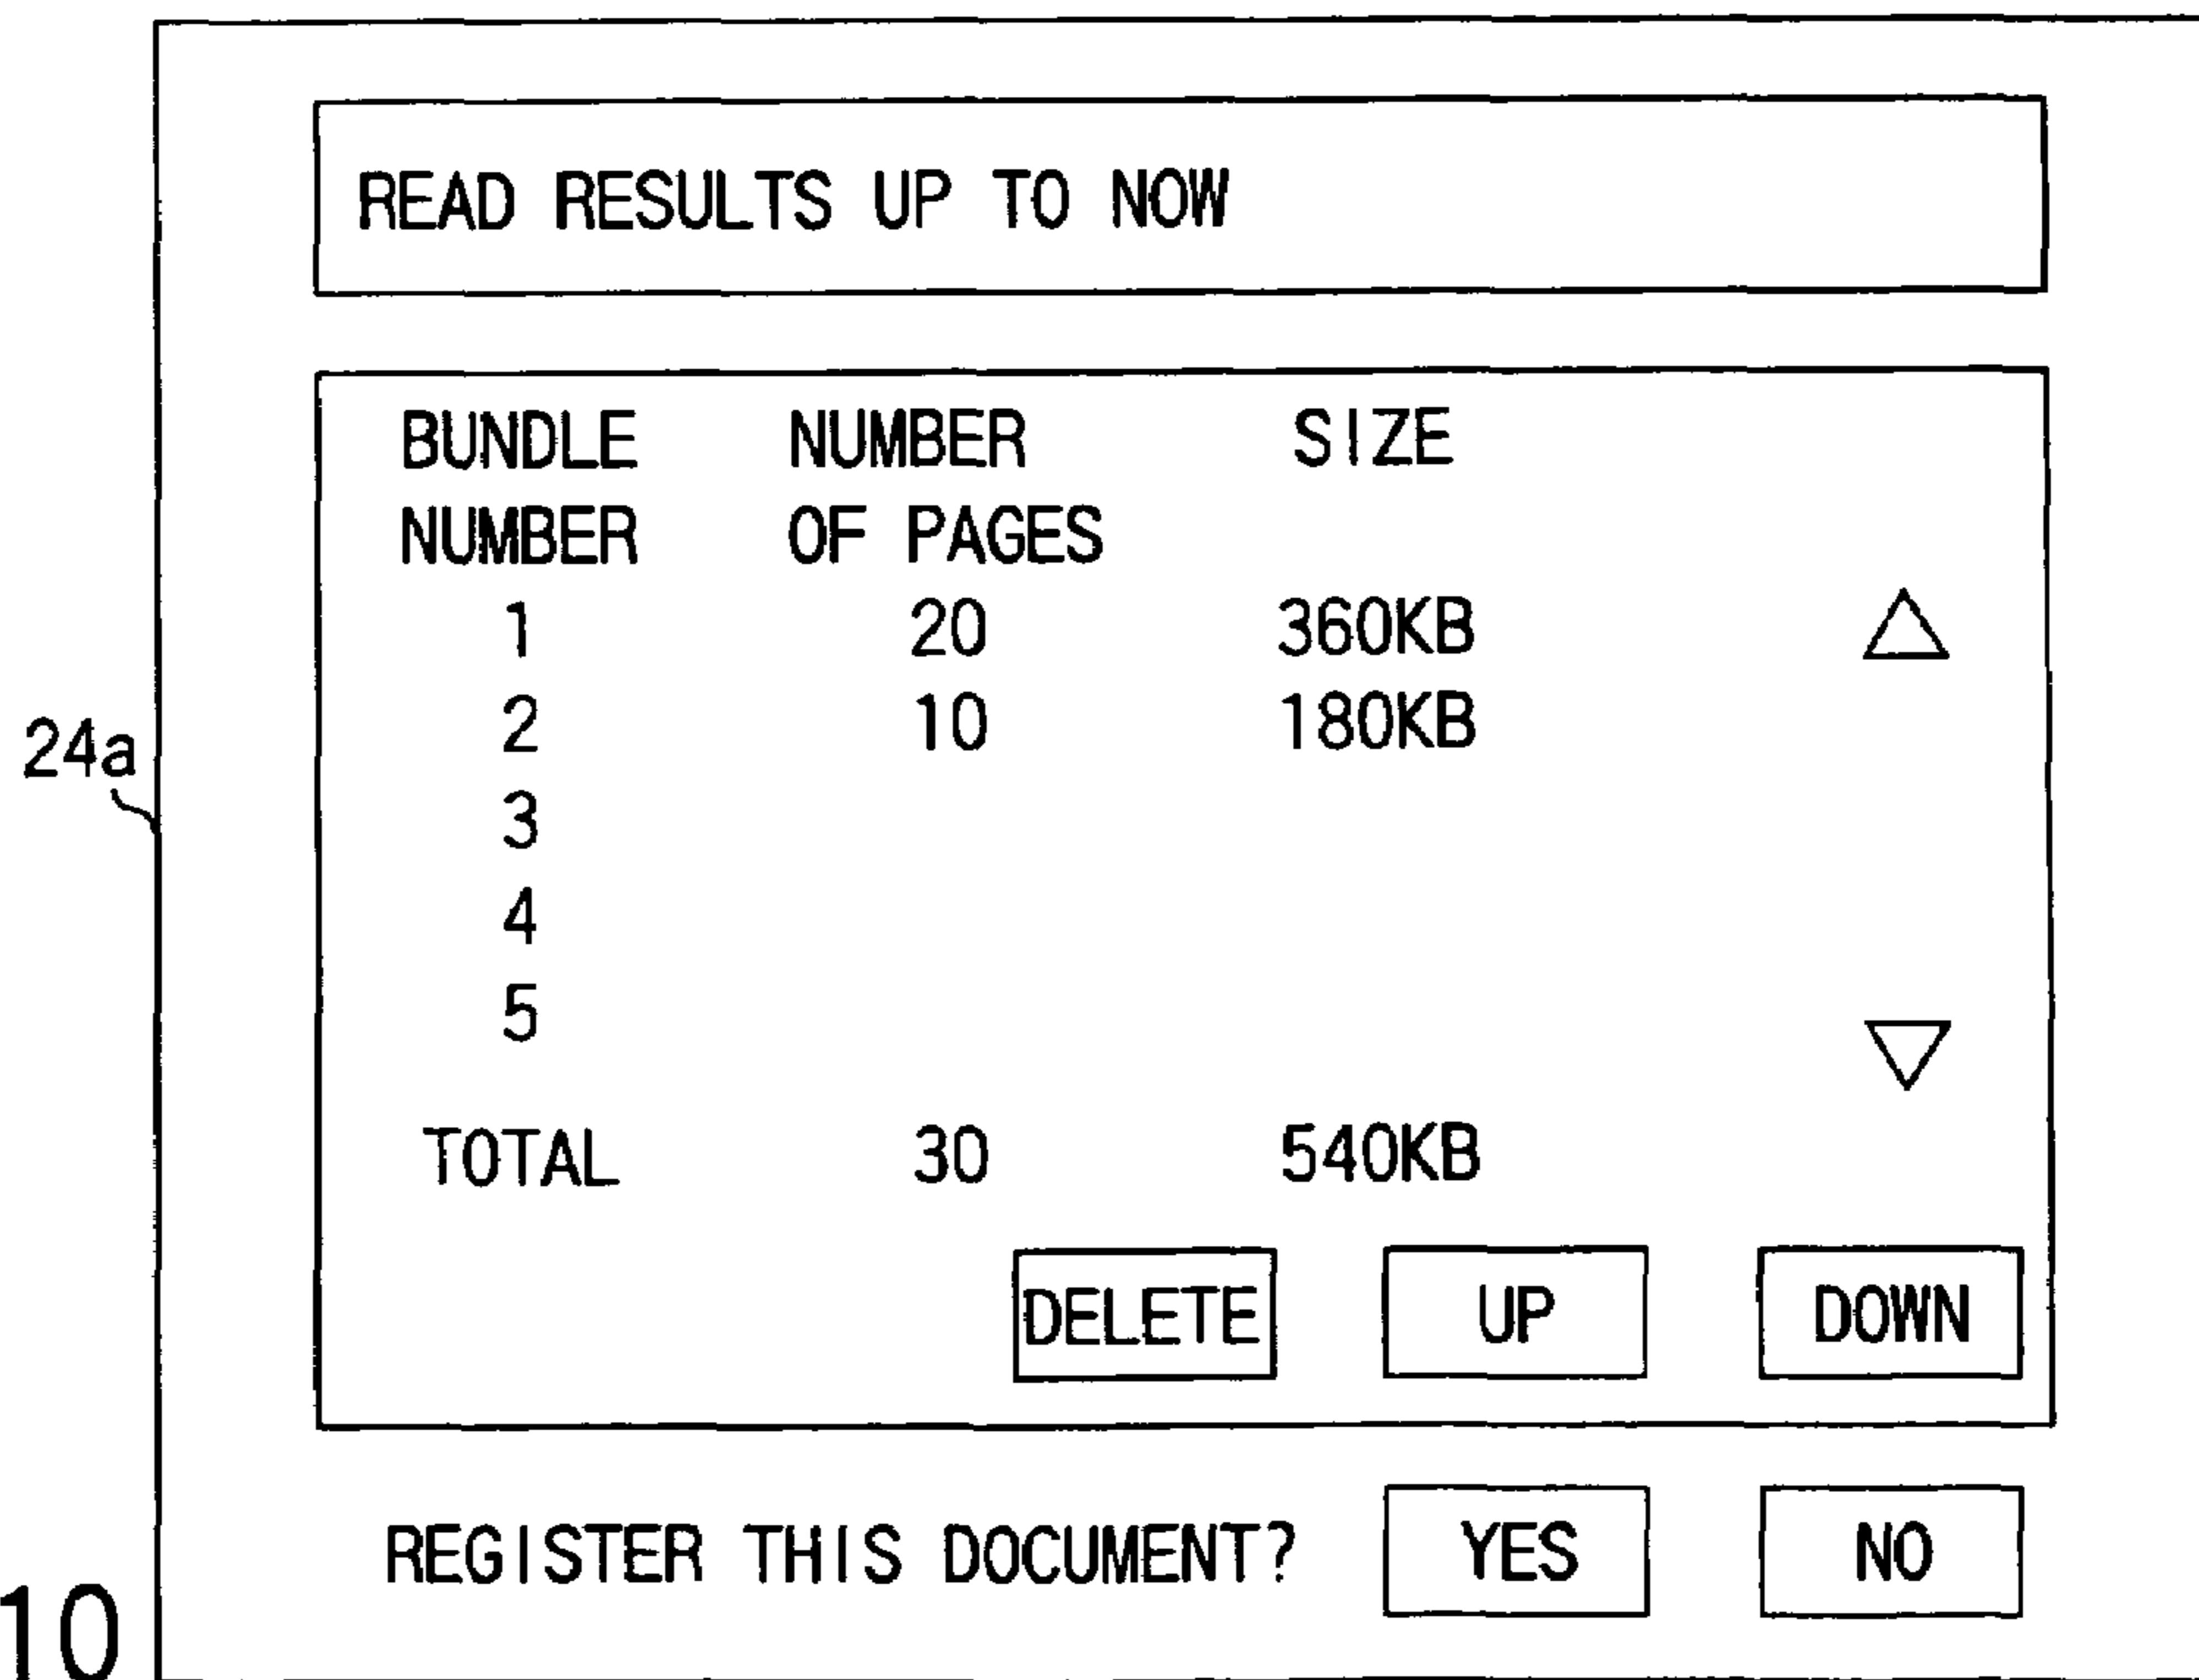 READ RESULTS UP TO NOW
BUNDLE NUMBER SIZE
NUMBER OF PAGES
1 20 360KB
2 10 180KB
3
4
5
TOTAL 30 540KB
DELETE UP DOWN
REGISTER THIS DOCUMENT? YES NO
24a
10